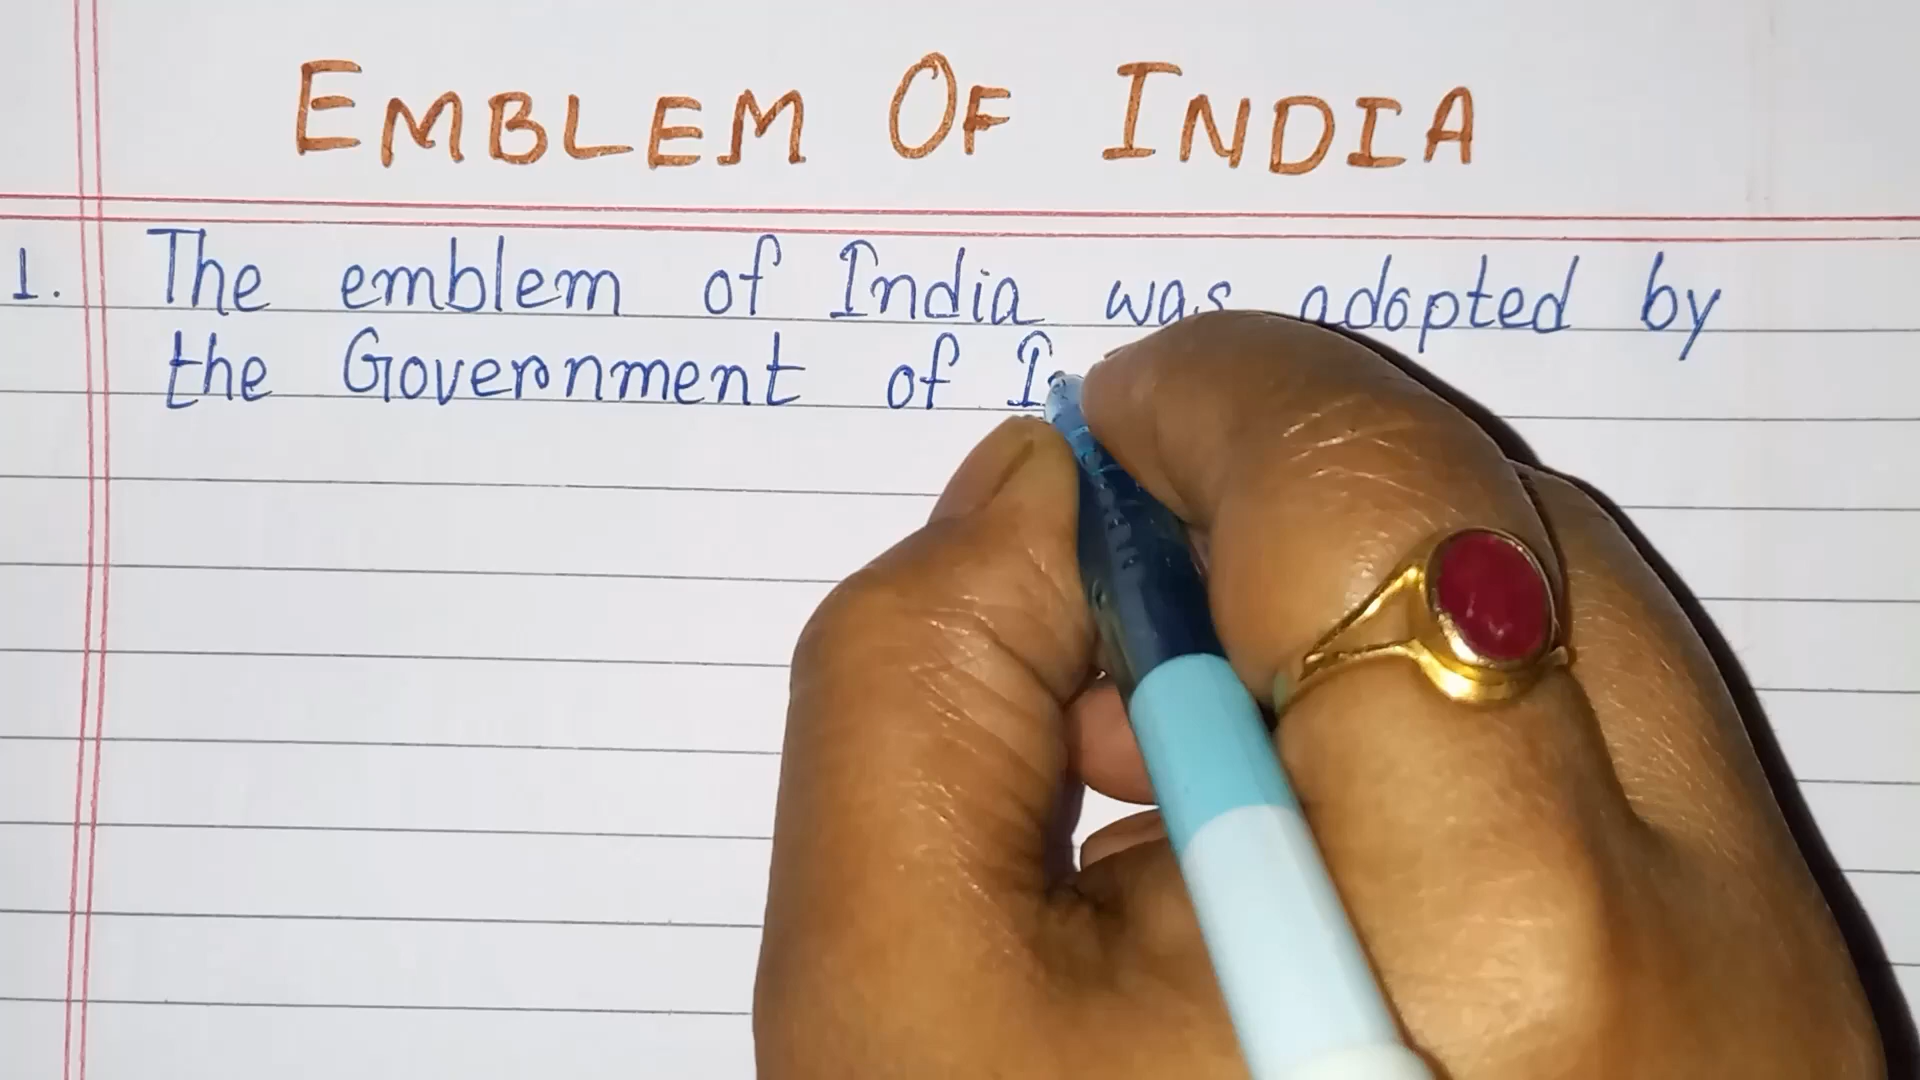 EMBLEM OF INDIA
1. The emblem of India was adopted by
the Government of I